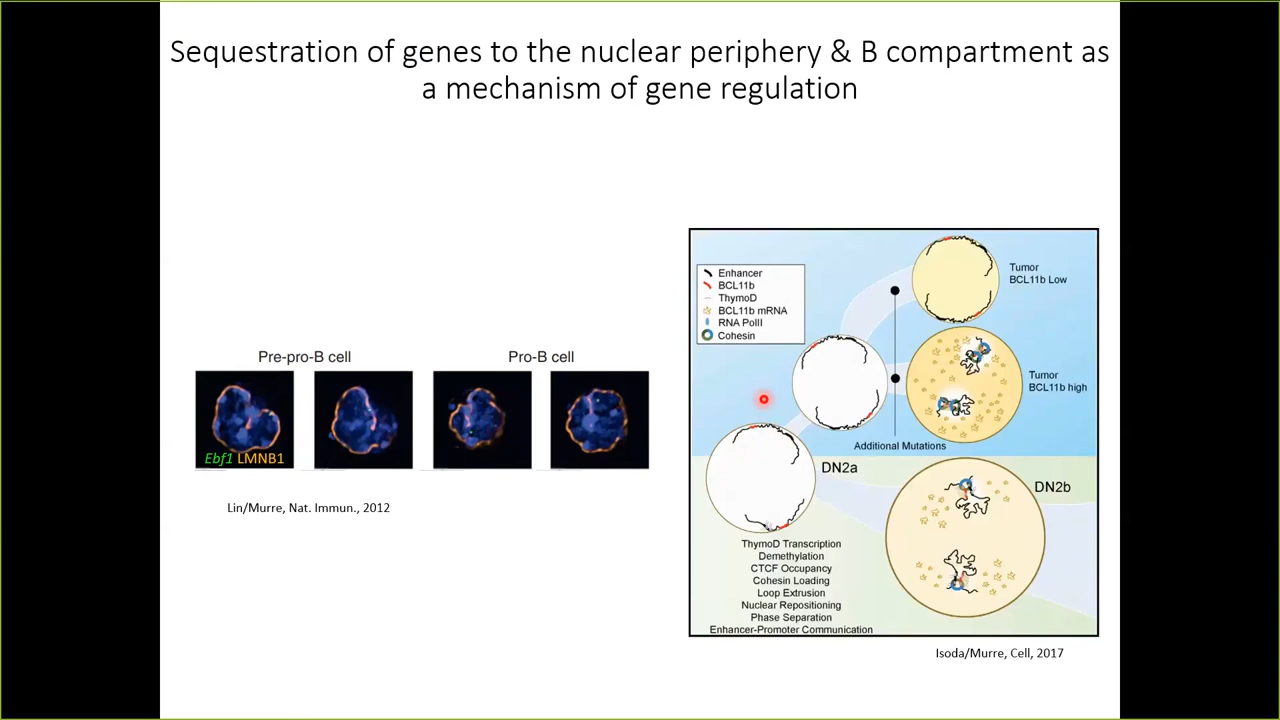 Sequestration of genes to the nuclear periphery & B compartment as
a mechanism of gene regulation
Pre-pro-B cell
Pro-B cell
Ebf1 LMNB1
Lin/Murre, Nat. Immun., 2012
Enhancer
BCL11b
ThymoD
BCL11b mRNA
RNA PolII
Cohesin
Tumor
BCL11b Low
Tumor
BCL11b high
Additional Mutations
DN2a
DN2b
ThymoD Transcription
Demethylation
CTCF Occupancy
Cohesin Loading
Loop Extrusion
Nuclear Repositioning
Phase Separation
Enhancer-Promoter Communication
Isoda/Murre, Cell, 2017